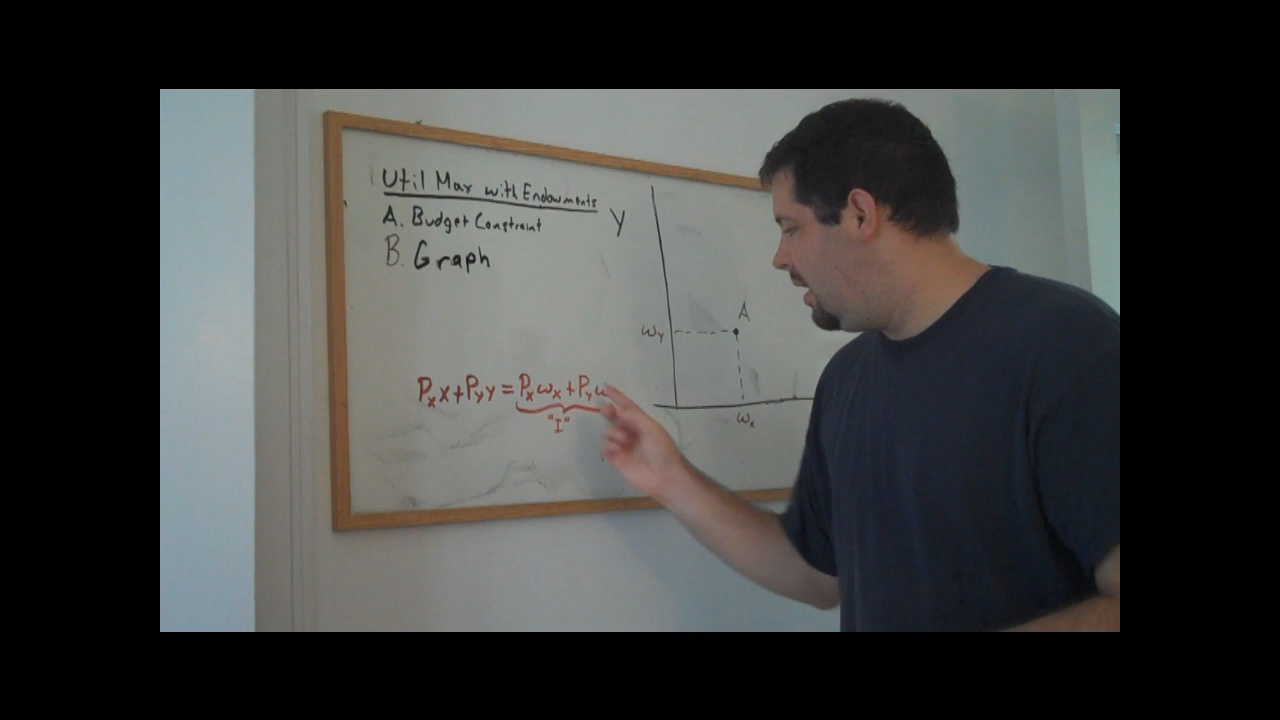 Util Max with Endowments
A. Budget Constraint
B. Graph
Y
A
ωY
PxX+PYY=Pxωx+PYω
"I"
ωx